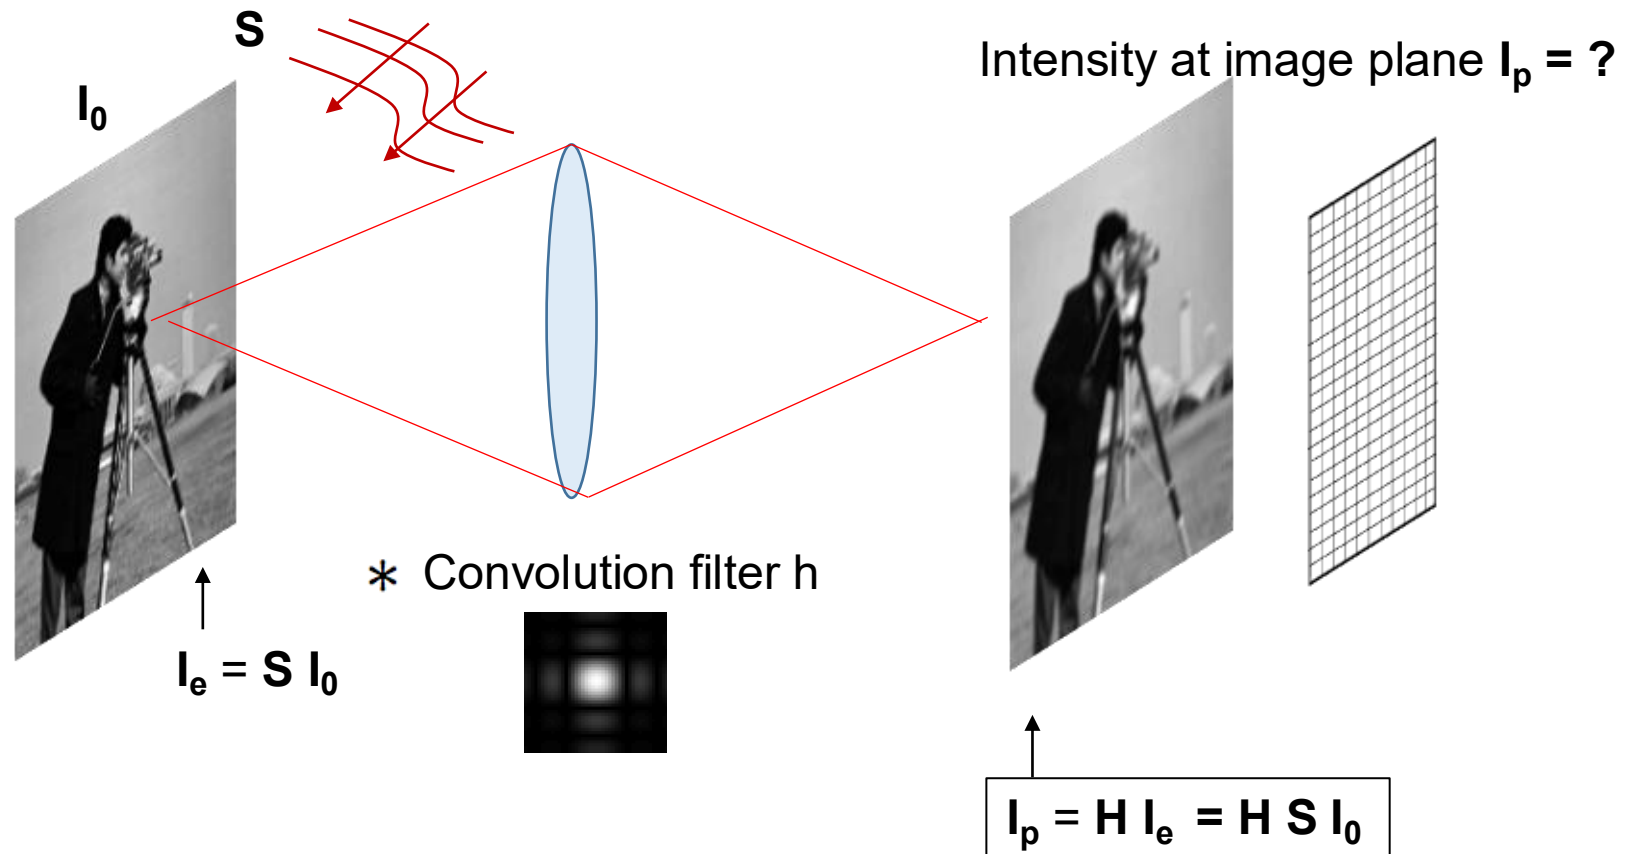 S
Intensity at image plane Iₚ = ?
I₀
* Convolution filter h
Iₑ = S I₀
Iₚ = H Iₑ = H S I₀